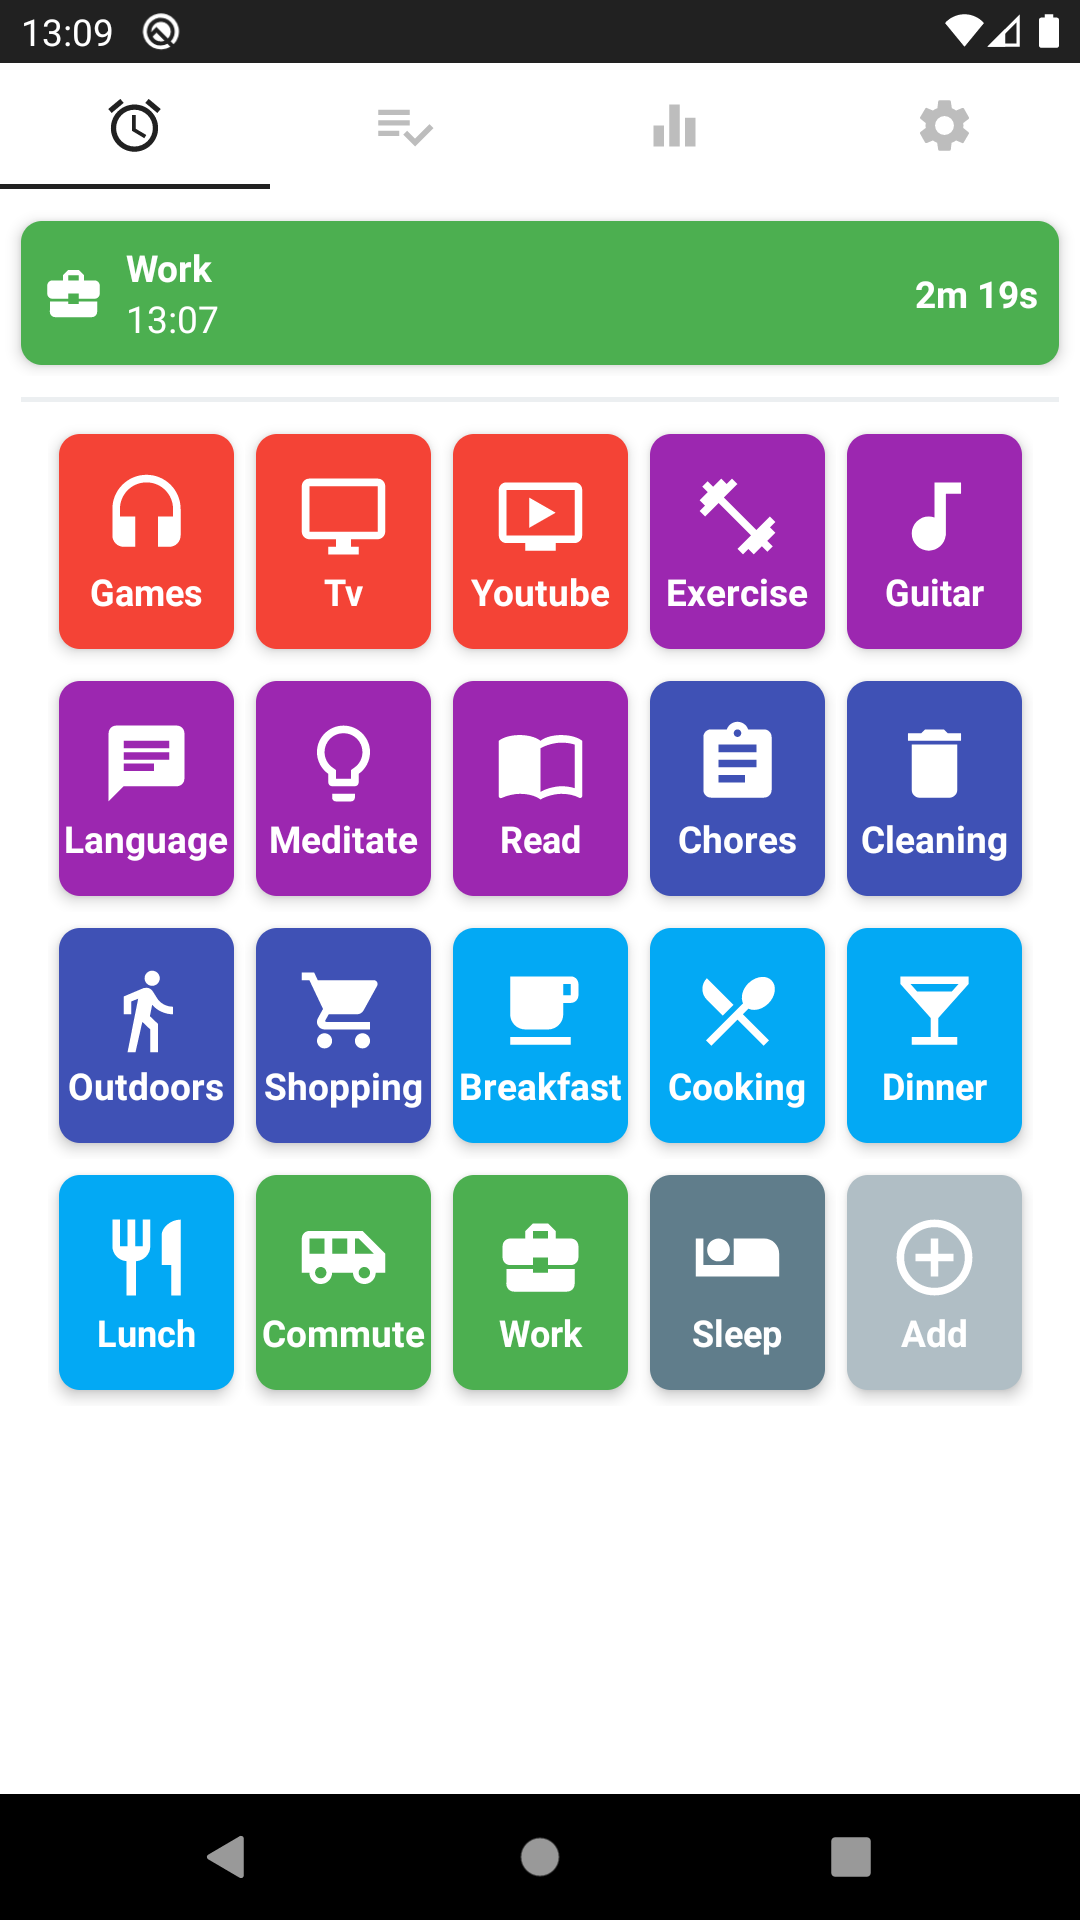 13:09
Work
13:07
2m 19s
Games
Tv
Youtube
Exercise
Guitar
Language
Meditate
Read
Chores
Cleaning
Outdoors
Shopping
Breakfast
Cooking
Dinner
Lunch
Commute
Work
Sleep
Add